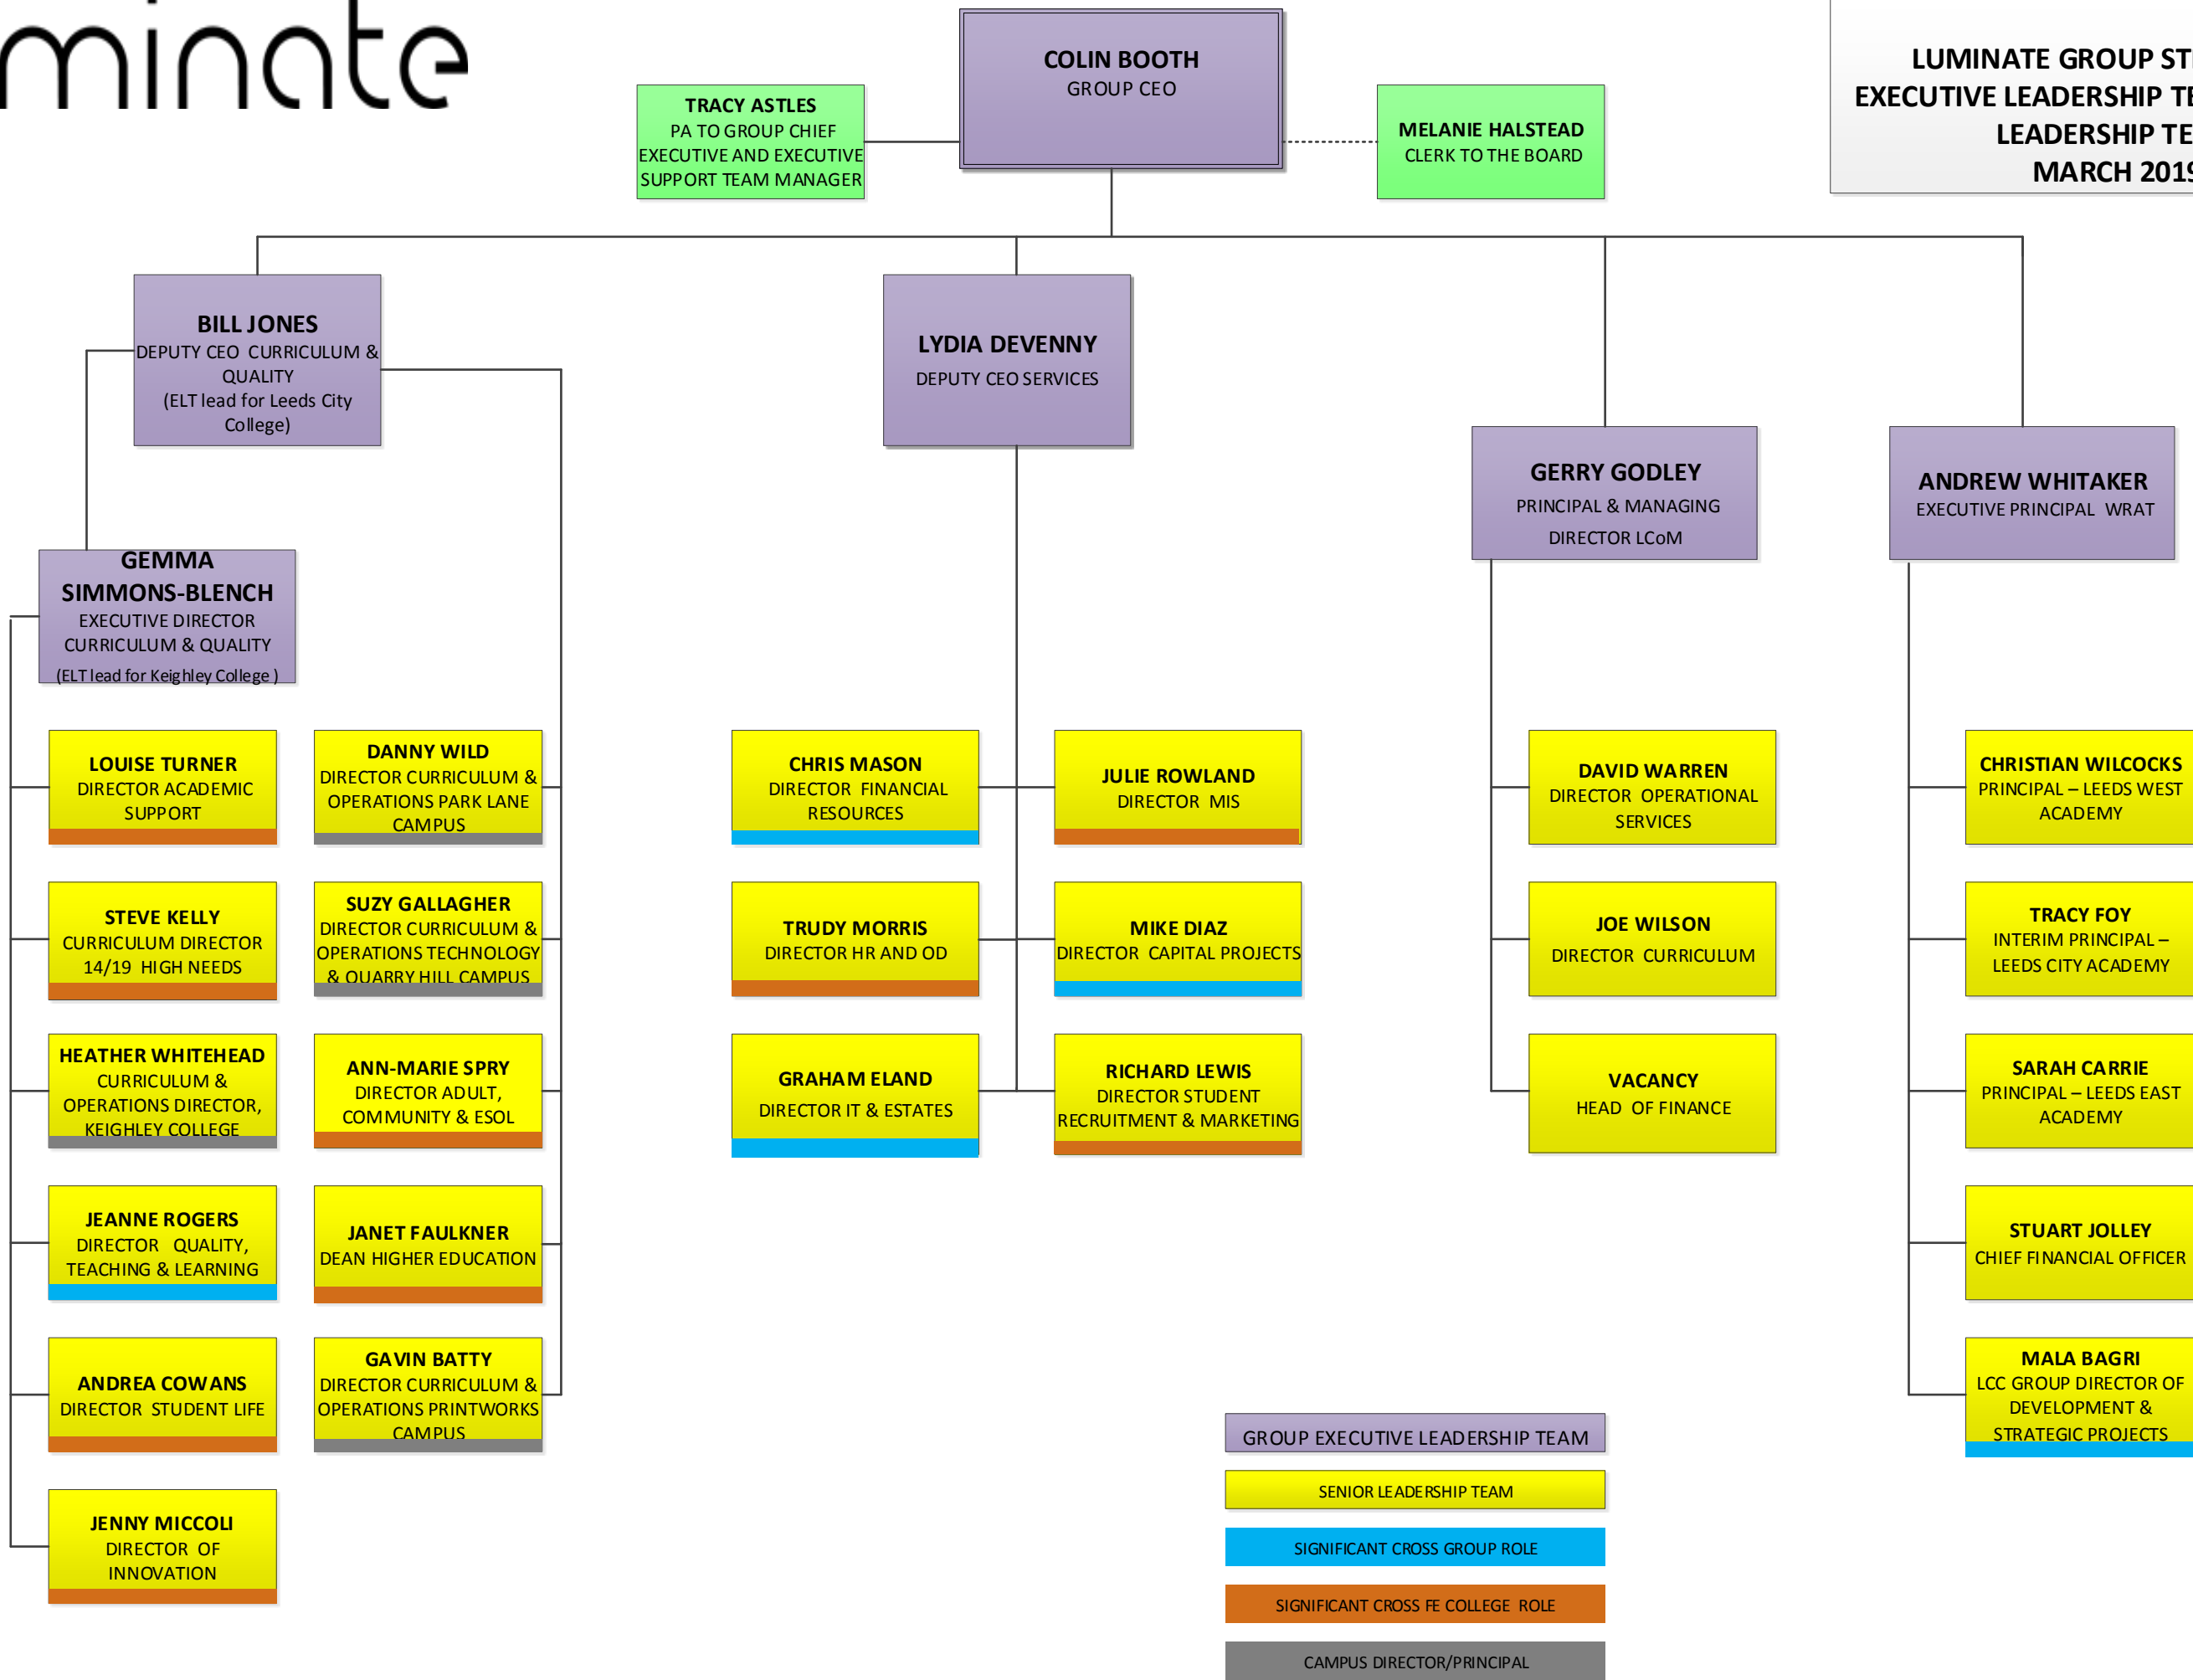 minate
COLIN BOOTH
GROUP CEO
TRACY ASTLES
PA TO GROUP CHIEF
EXECUTIVE AND EXECUTIVE
SUPPORT TEAM MANAGER
MELANIE HALSTEAD
CLERK TO THE BOARD
LUMINATE GROUP
EXECUTIVE LEADERSHIP
LEADERSHIP
MARCH 2019
BILL JONES
DEPUTY CEO CURRICULUM &
QUALITY
(ELT lead for Leeds City
College)
LYDIA DEVENNY
DEPUTY CEO SERVICES
GERRY GODLEY
PRINCIPAL & MANAGING
DIRECTOR LCoM
ANDREW WHITAKER
EXECUTIVE PRINCIPAL WRAT
GEMMA
SIMMONS-BLENCH
EXECUTIVE DIRECTOR
CURRICULUM & QUALITY
(ELT lead for Keighley College )
LOUISE TURNER
DIRECTOR ACADEMIC
SUPPORT
STEVE KELLY
CURRICULUM DIRECTOR
14/19 HIGH NEEDS
HEATHER WHITEHEAD
CURRICULUM &
OPERATIONS DIRECTOR,
KEIGHLEY COLLEGE
JEANNE ROGERS
DIRECTOR QUALITY,
TEACHING & LEARNING
ANDREA COWANS
DIRECTOR STUDENT LIFE
JENNY MICCOLI
DIRECTOR OF
INNOVATION
DANNY WILD
DIRECTOR CURRICULUM &
OPERATIONS PARK LANE
CAMPUS
SUZY GALLAGHER
DIRECTOR CURRICULUM &
OPERATIONS TECHNOLOGY
& QUARRY HILL CAMPUS
ANN-MARIE SPRY
DIRECTOR ADULT,
COMMUNITY & ESOL
JANET FAULKNER
DEAN HIGHER EDUCATION
GAVIN BATTY
DIRECTOR CURRICULUM &
OPERATIONS PRINTWORKS
CAMPUS
CHRIS MASON
DIRECTOR FINANCIAL
RESOURCES
TRUDY MORRIS
DIRECTOR HR AND OD
GRAHAM ELAND
DIRECTOR IT & ESTATES
JULIE ROWLAND
DIRECTOR MIS
MIKE DIAZ
DIRECTOR CAPITAL PROJECTS
RICHARD LEWIS
DIRECTOR STUDENT
RECRUITMENT & MARKETING
DAVID WARREN
DIRECTOR OPERATIONAL
SERVICES
JOE WILSON
DIRECTOR CURRICULUM
VACANCY
HEAD OF FINANCE
CHRISTIAN WILCOCKS
PRINCIPAL – LEEDS WEST
ACADEMY
TRACY FOY
INTERIM PRINCIPAL –
LEEDS CITY ACADEMY
SARAH CARRIE
PRINCIPAL – LEEDS EAST
ACADEMY
STUART JOLLEY
CHIEF FINANCIAL OFFICER
MALA BAGRI
LCC GROUP DIRECTOR OF
DEVELOPMENT &
STRATEGIC PROJECTS
GROUP EXECUTIVE LEADERSHIP TEAM
SENIOR LEADERSHIP TEAM
SIGNIFICANT CROSS GROUP ROLE
SIGNIFICANT CROSS FE COLLEGE ROLE
CAMPUS DIRECTOR/PRINCIPAL